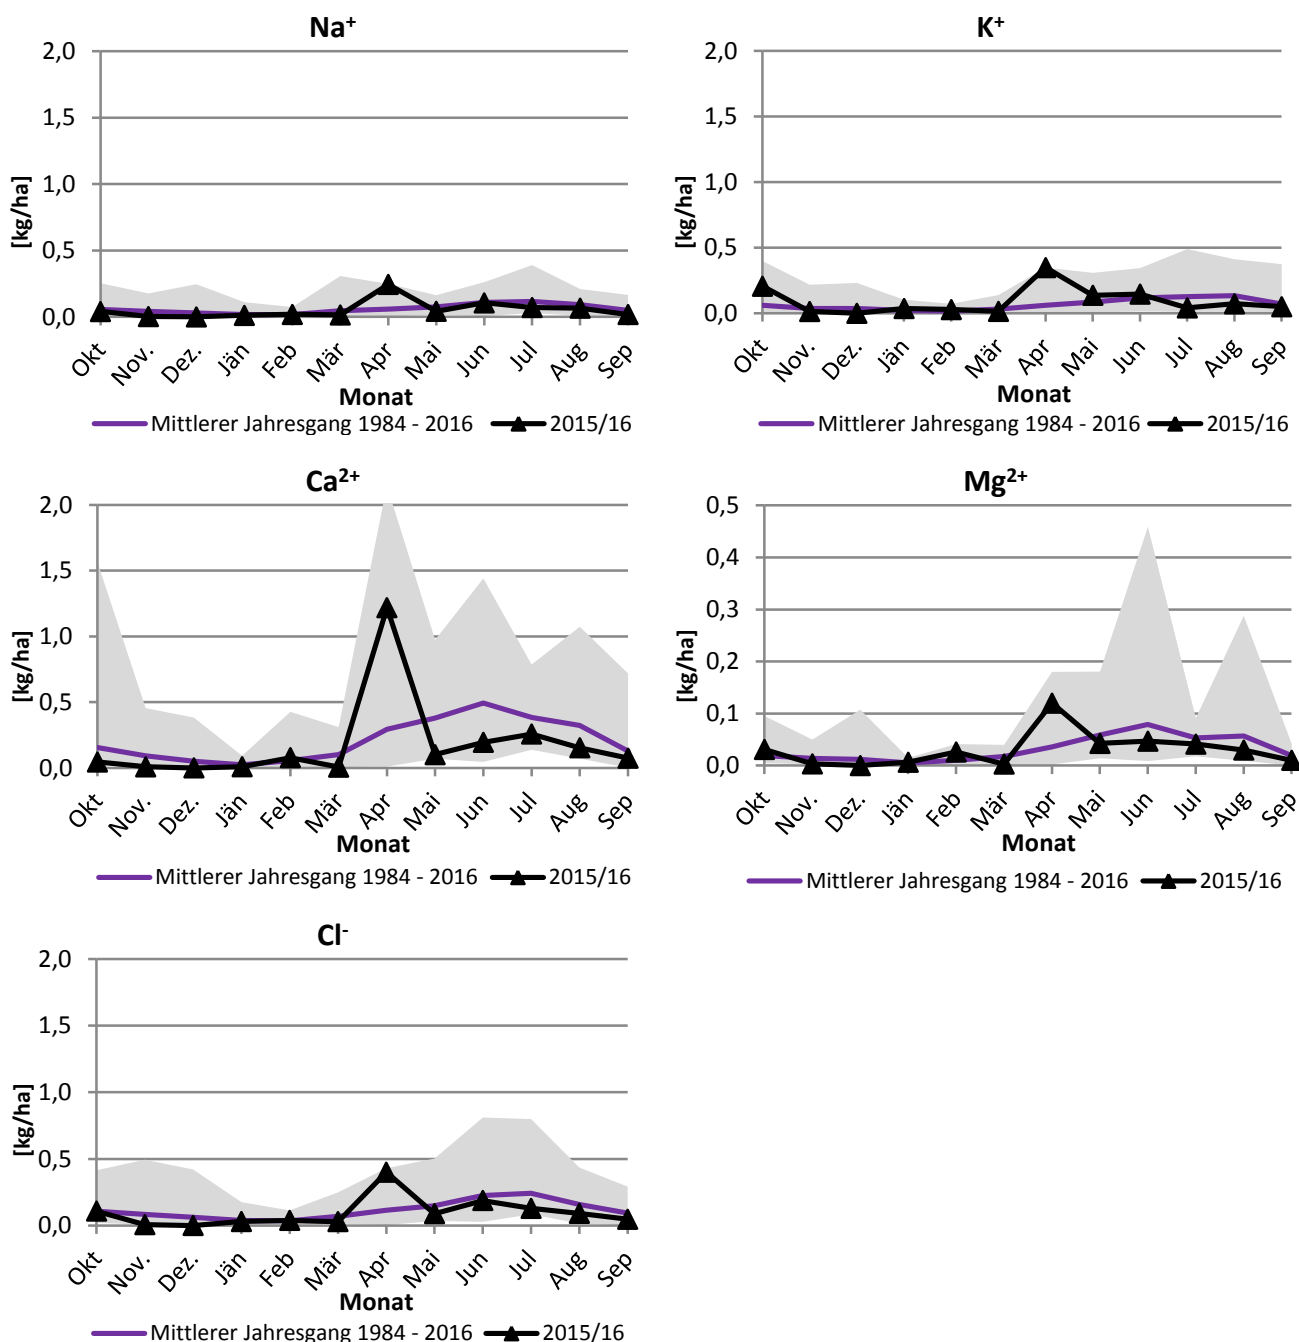 Na⁺
2,0
1,5
1,0
0,5
0,0
[kg/ha]
Okt Nov. Dez. Jän Feb Mär Apr Mai Jun Jul Aug Sep
Monat
Mittlerer Jahresgang 1984 - 2016 2015/16
K⁺
2,0
1,5
1,0
0,5
0,0
[kg/ha]
Okt Nov. Dez. Jän Feb Mär Apr Mai Jun Jul Aug Sep
Monat
Mittlerer Jahresgang 1984 - 2016 2015/16
Ca²⁺
2,0
1,5
1,0
0,5
0,0
[kg/ha]
Okt Nov. Dez. Jän Feb Mär Apr Mai Jun Jul Aug Sep
Monat
Mittlerer Jahresgang 1984 - 2016 2015/16
Mg²⁺
0,5
0,4
0,3
0,2
0,1
0,0
[kg/ha]
Okt Nov. Dez. Jän Feb Mär Apr Mai Jun Jul Aug Sep
Monat
Mittlerer Jahresgang 1984 - 2016 2015/16
Cl⁻
2,0
1,5
1,0
0,5
0,0
[kg/ha]
Okt Nov. Dez. Jän Feb Mär Apr Mai Jun Jul Aug Sep
Monat
Mittlerer Jahresgang 1984 - 2016 2015/16